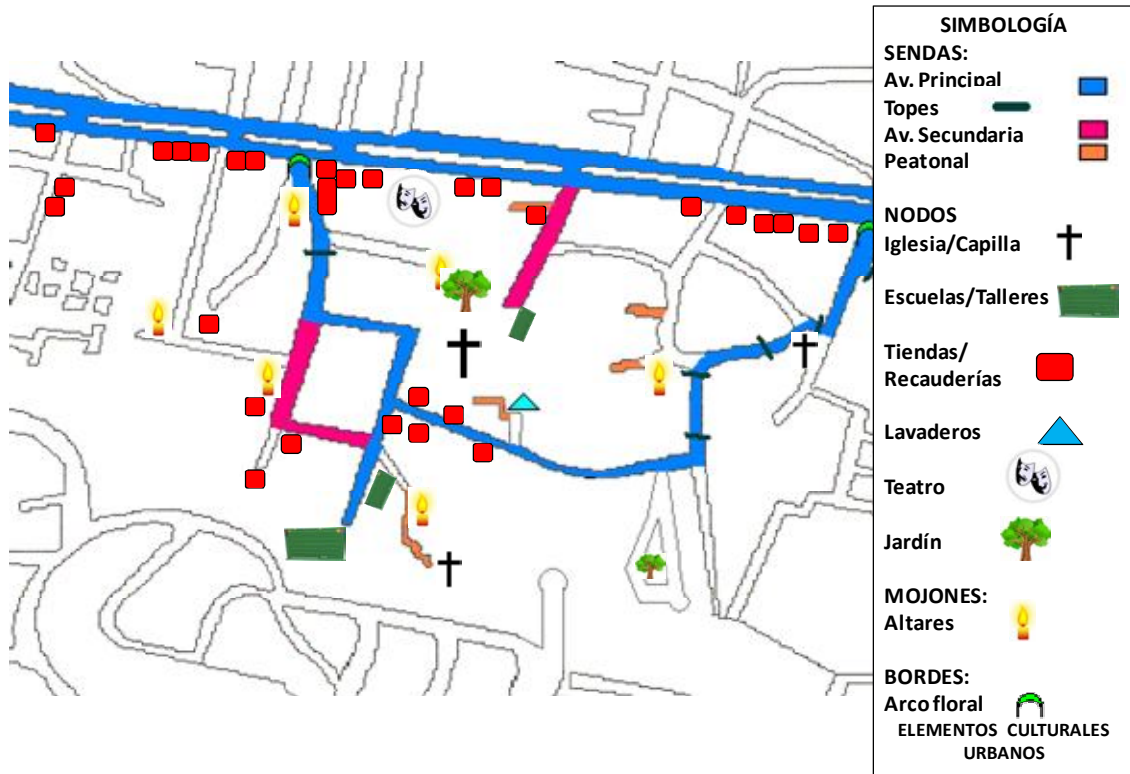 SIMBOLOGÍA
SENDAS:
Av. Principal
Topes
Av. Secundaria
Peatonal
NODOS
Iglesia/Capilla
Escuelas/Talleres
Tiendas/
Recauderías
Lavaderos
Teatro
Jardín
MOJONES:
Altares
BORDES:
Arco floral
ELEMENTOS CULTURALES
URBANOS